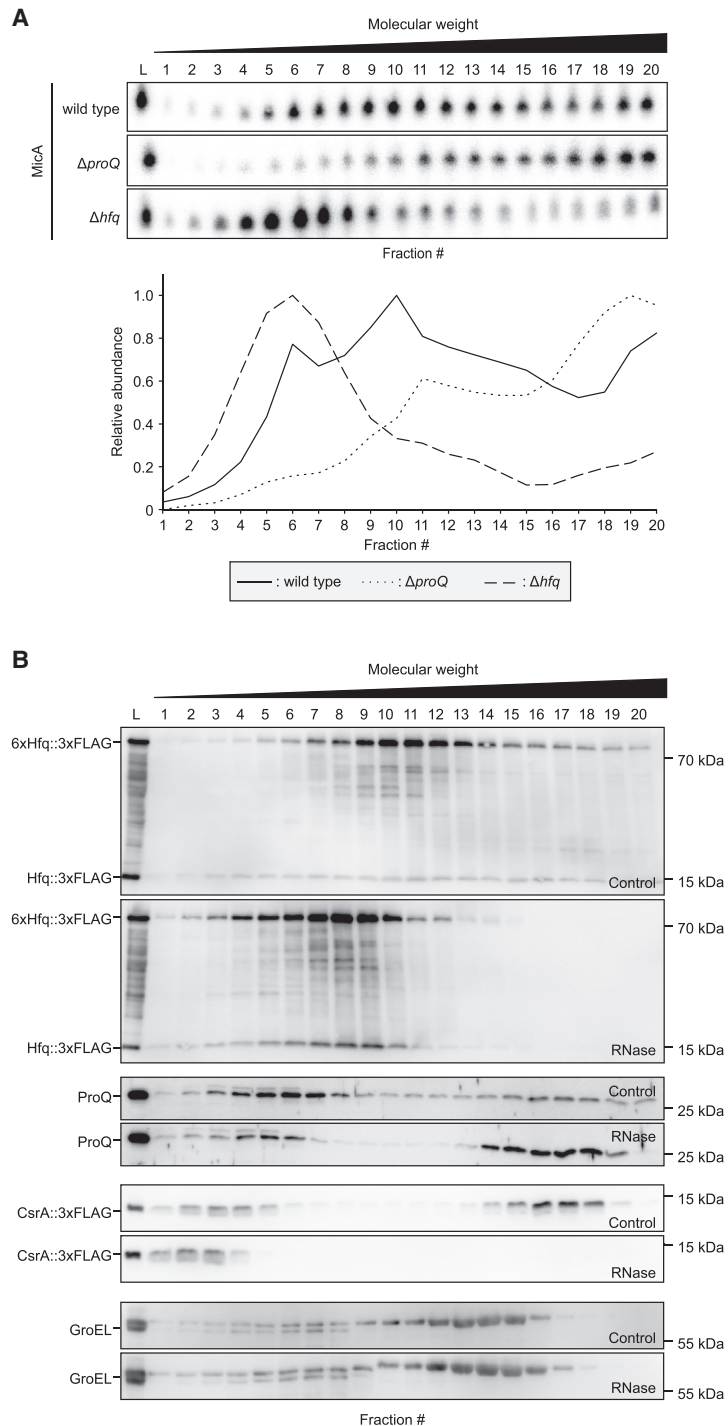 A
Molecular weight
L 1 2 3 4 5 6 7 8 9 10 11 12 13 14 15 16 17 18 19 20
MicA
wild type
ΔproQ
Δhfq
Fraction #
Relative abundance
1.0
0.8
0.6
0.4
0.2
0
1 2 3 4 5 6 7 8 9 10 11 12 13 14 15 16 17 18 19 20
Fraction #
: wild type : ΔproQ : Δhfq
B
Molecular weight
L 1 2 3 4 5 6 7 8 9 10 11 12 13 14 15 16 17 18 19 20
6xHfq::3xFLAG
70 kDa
Hfq::3xFLAG
Control
15 kDa
6xHfq::3xFLAG
70 kDa
Hfq::3xFLAG
RNase
15 kDa
ProQ
Control
25 kDa
ProQ
RNase
25 kDa
CsrA::3xFLAG
15 kDa
Control
CsrA::3xFLAG
15 kDa
RNase
GroEL
Control
55 kDa
GroEL
RNase
55 kDa
Fraction #